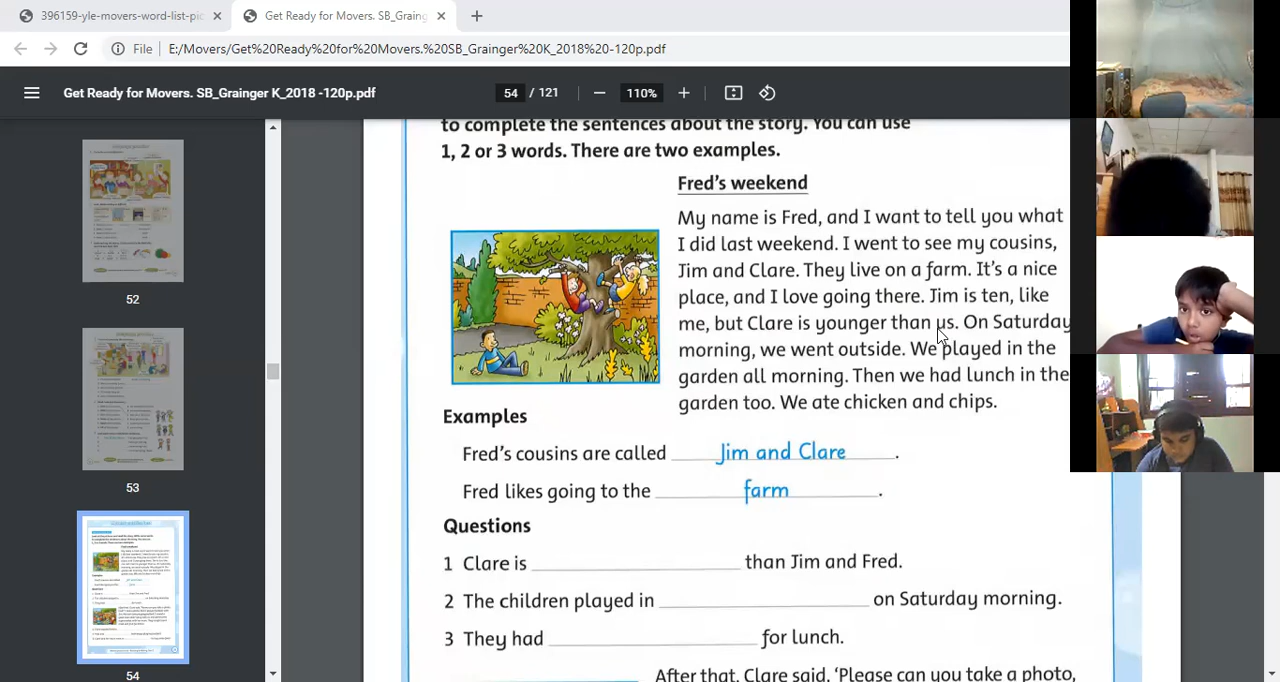 396159-yle-movers-word-list-pic
Get Ready for Movers. SB_Graing
File
E:/Movers/Get%20Ready%20for%20Movers.%20SB_Grainger%20K_2018%20-120p.pdf
Get Ready for Movers. SB_Grainger K_2018 -120p.pdf
54 / 121
110%
52
53
54
to complete the sentences about the story. You can use
1, 2 or 3 words. There are two examples.
Fred's weekend
My name is Fred, and I want to tell you what
I did last weekend. I went to see my cousins,
Jim and Clare. They live on a farm. It's a nice
place, and I love going there. Jim is ten, like
me, but Clare is younger than us. On Saturday
morning, we went outside. We played in the
garden all morning. Then we had lunch in the
garden too. We ate chicken and chips.
Examples
Fred's cousins are called Jim and Clare.
Fred likes going to the farm.
Questions
1 Clare is ____ than Jim and Fred.
2 The children played in ____ on Saturday morning.
3 They had ____ for lunch.
After that, Clare said, 'Please can you take a photo,